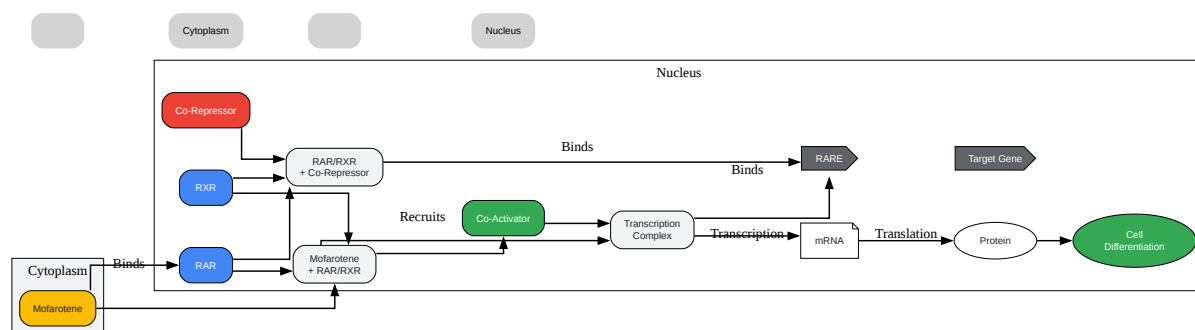 Cytoplasm
Nucleus
Nucleus
Co-Repressor
RAR/RXR
+ Co-Repressor
Binds
RARE
Target Gene
Binds
RXR
Recruits
Co-Activator
Transcription
Complex
Transcription
mRNA
Translation
Protein
Cell
Differentiation
Cytoplasm
Binds
RAR
Mofarotene
+ RAR/RXR
Mofarotene